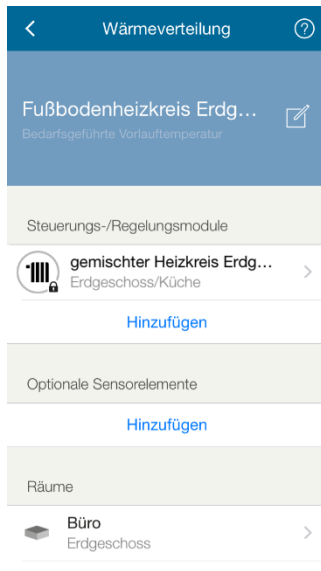 Wärmeverteilung
Fußbodenheizkreis Erdg...
Bedarfsgeführte Vorlauftemperatur
Steuerungs-/Regelungsmodule
gemischter Heizkreis Erdg...
Erdgeschoss/Küche
Hinzufügen
Optionale Sensorelemente
Hinzufügen
Räume
Büro
Erdgeschoss